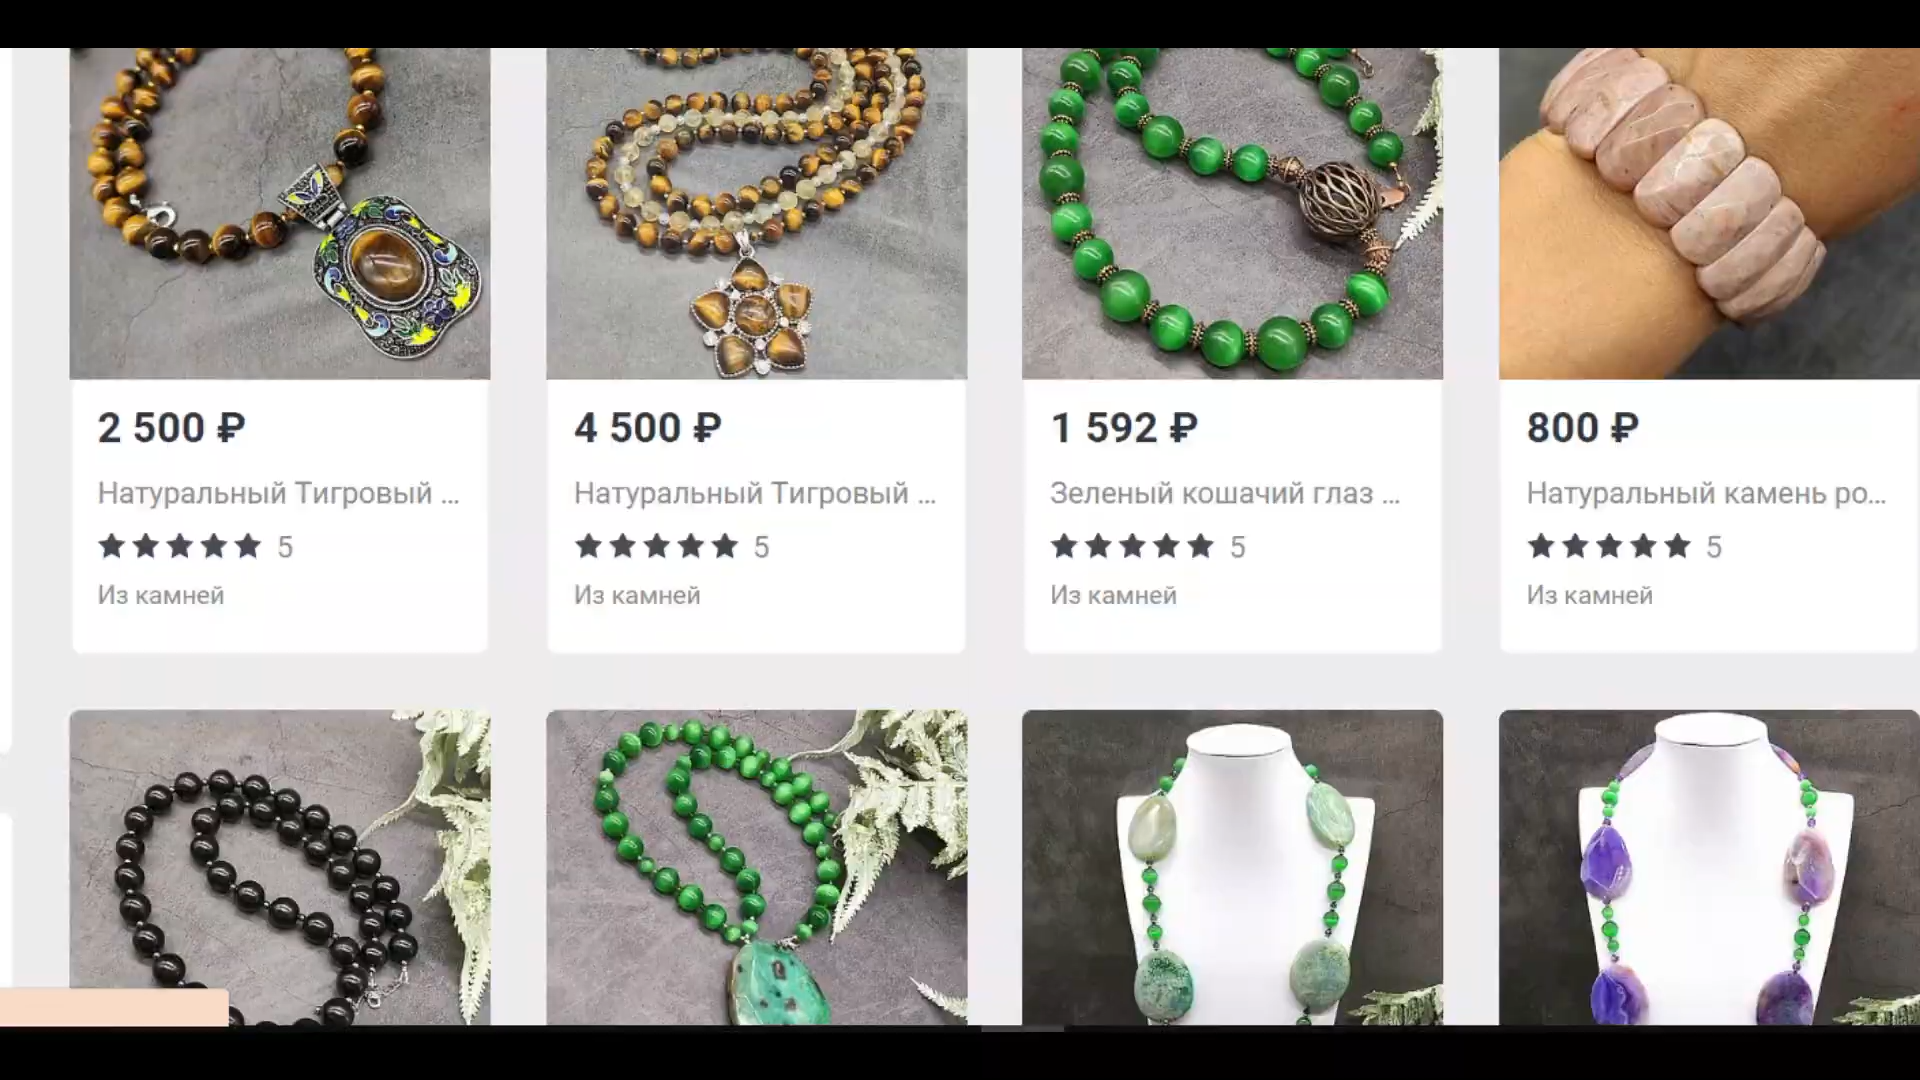 2 500 ₽
Натуральный Тигровый ...
5
Из камней
4 500 ₽
Натуральный Тигровый ...
5
Из камней
1 592 ₽
Зеленый кошачий глаз ...
5
Из камней
800 ₽
Натуральный камень ро...
5
Из камней